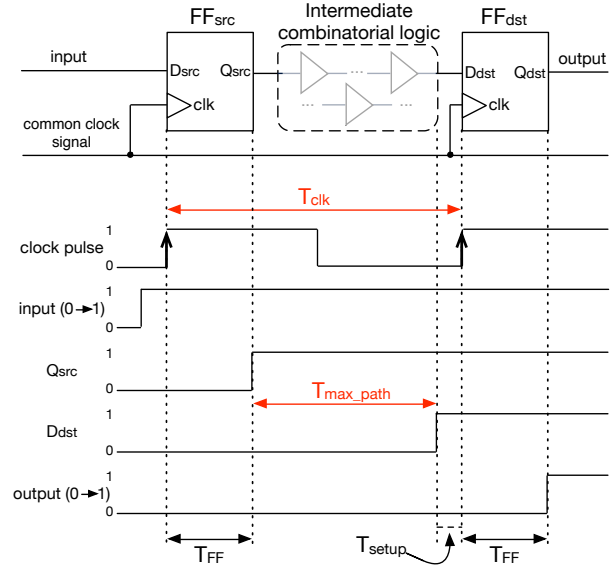 FFsrc
Intermediate
combinatorial logic
FFdst
input
output
Dsrc
Qsrc
...
Ddst
Qdst
clk
...
...
clk
common clock
signal
Tclk
1
clock pulse
0
1
input (0→1)
0
1
Qsrc
0
Tmax_path
1
Ddst
0
1
output (0→1)
0
TFF
Tsetup
TFF